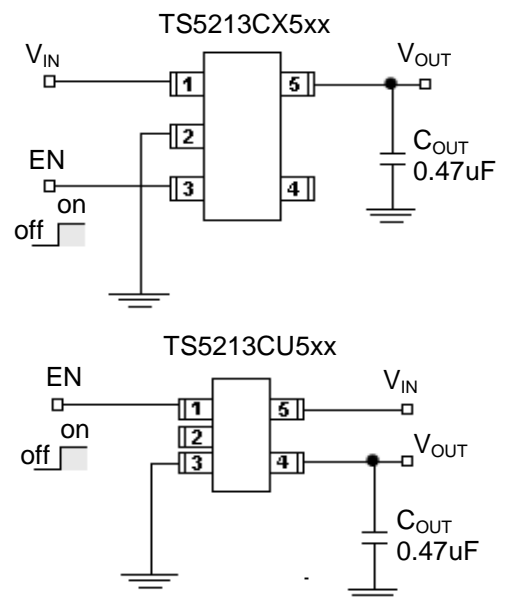 TS5213CX5xx
VIN
VOUT
1
5
2
COUT
0.47uF
EN
3
4
on
off
TS5213CU5xx
EN
VIN
1
5
on
2
off
3
4
VOUT
COUT
0.47uF